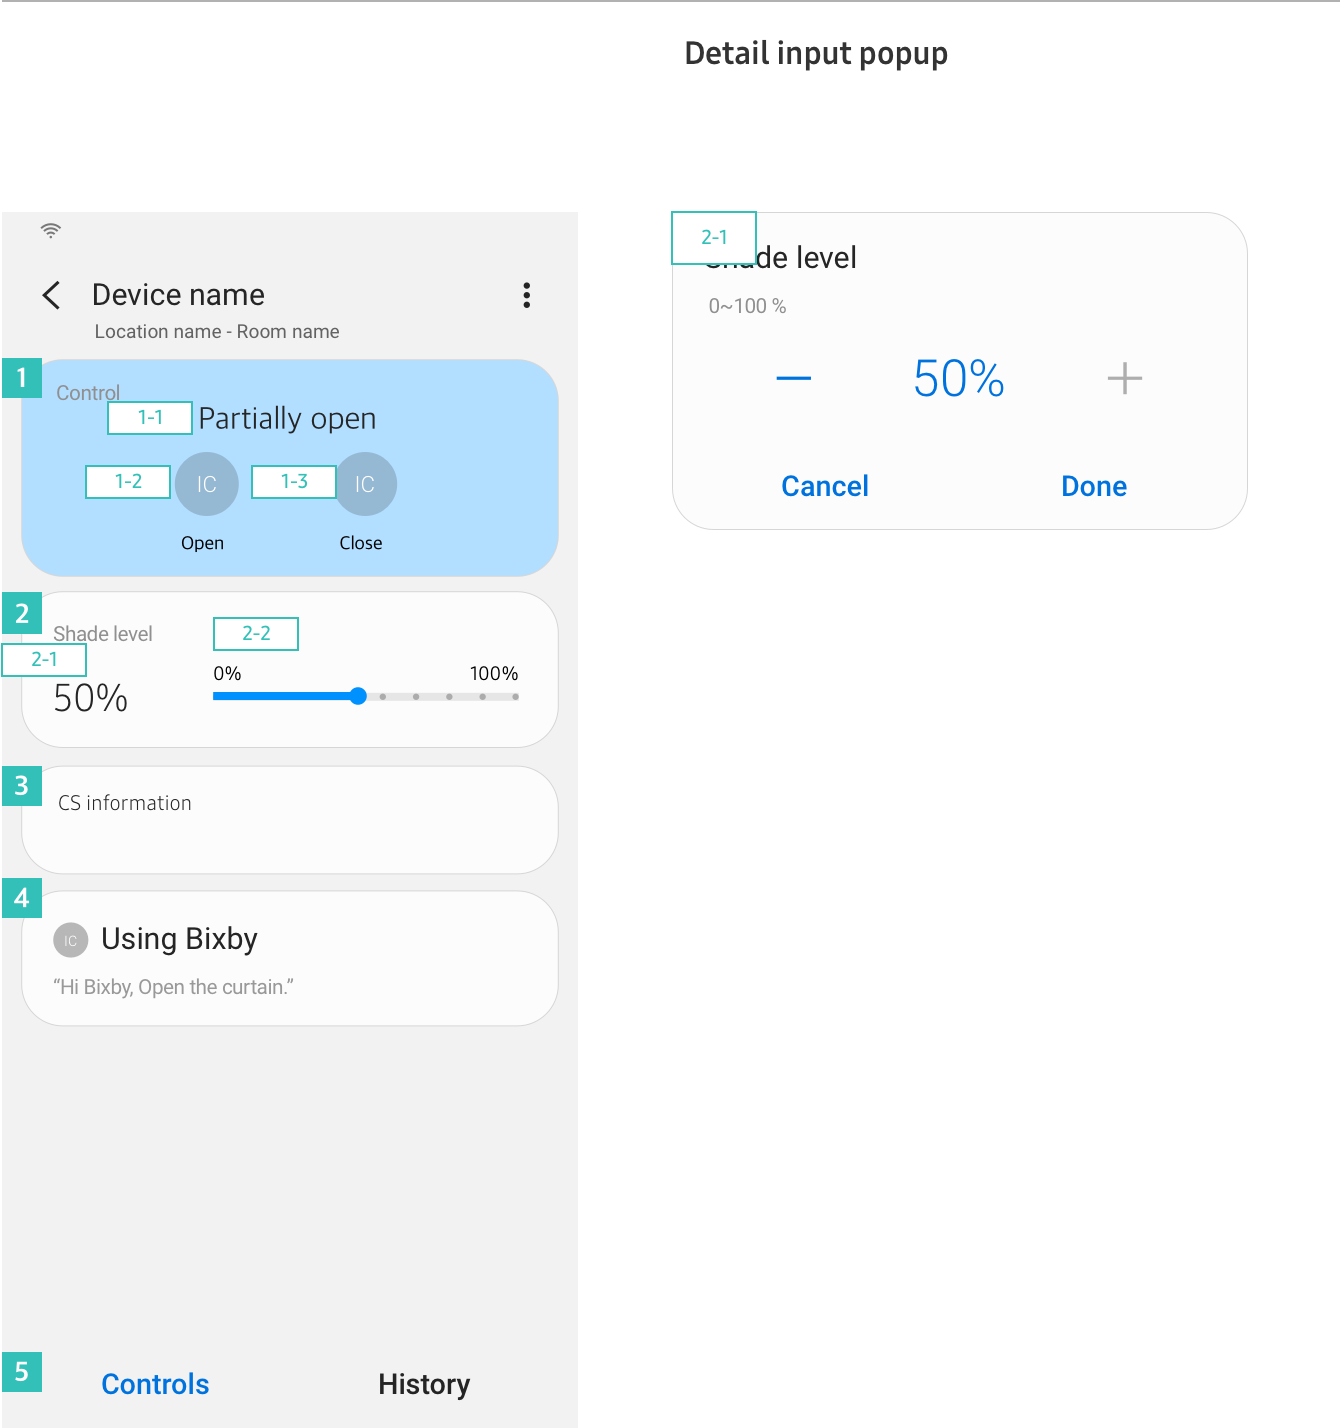 Detail input popup
Device name
Location name - Room name
1
Control
1-1
Partially open
1-2
IC
1-3
IC
Open
Close
2
Shade level
2-2
2-1
0%
100%
50%
3
CS information
4
IC
Using Bixby
“Hi Bixby, Open the curtain.”
5
Controls
History
2-1
Shade level
0~100 %
50%
Cancel
Done